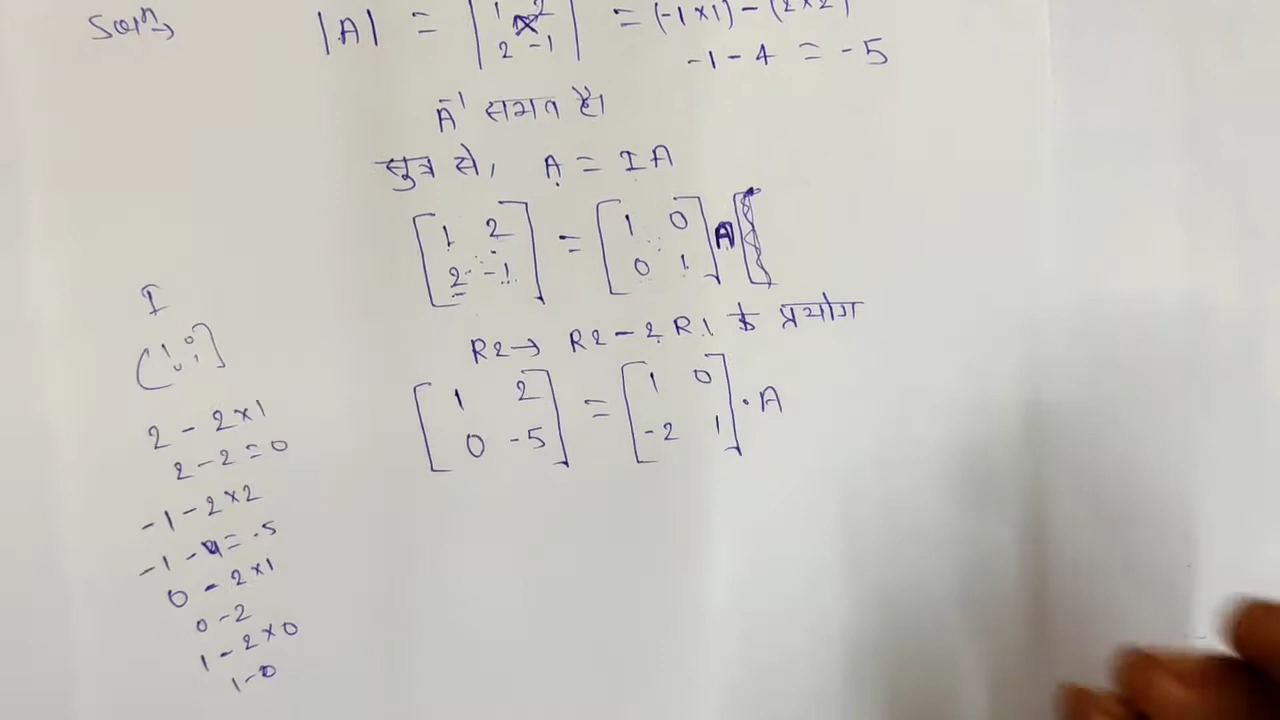 Soln, |A| = | 1 2 | = (-1×1) - (2×2)
| 2 -1 |
-1-4 = -5
A⁻¹ सभव है।
सुत्र से, A = IA
[ 1 2 ] = [ 1 0 ] A
[ 2 -1 ] [ 0 1 ]
R2→ R2 - 2 R1 के प्रयोग
[ 1 2 ] = [ 1 0 ] . A
[ 0 -5 ] [ -2 1 ]
I
( 1 0 ]
( 0 1 ]
2 - 2×1
2-2=0
-1-2×2
-1-4=-5
0 - 2×1
0-2
1-2×0
1-0